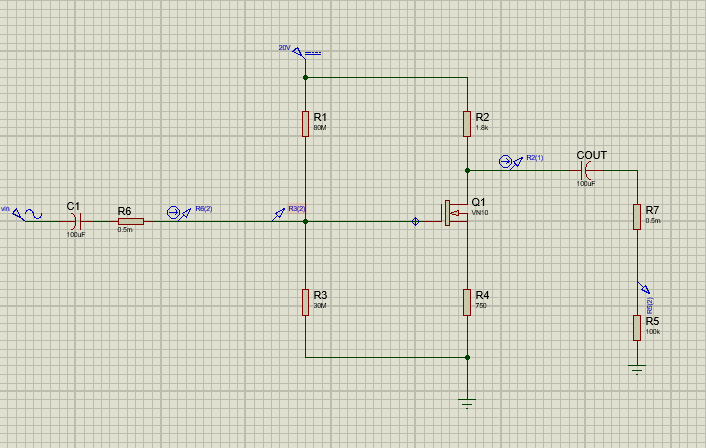 20V
R1
80M
R2
1.8k
R2(1)
COUT
100uF
vin
C1
100uF
R6
0.5m
R6(2)
R3(2)
Q1
VN10
R7
0.5m
R3
30M
R4
750
R5(2)
R5
100k